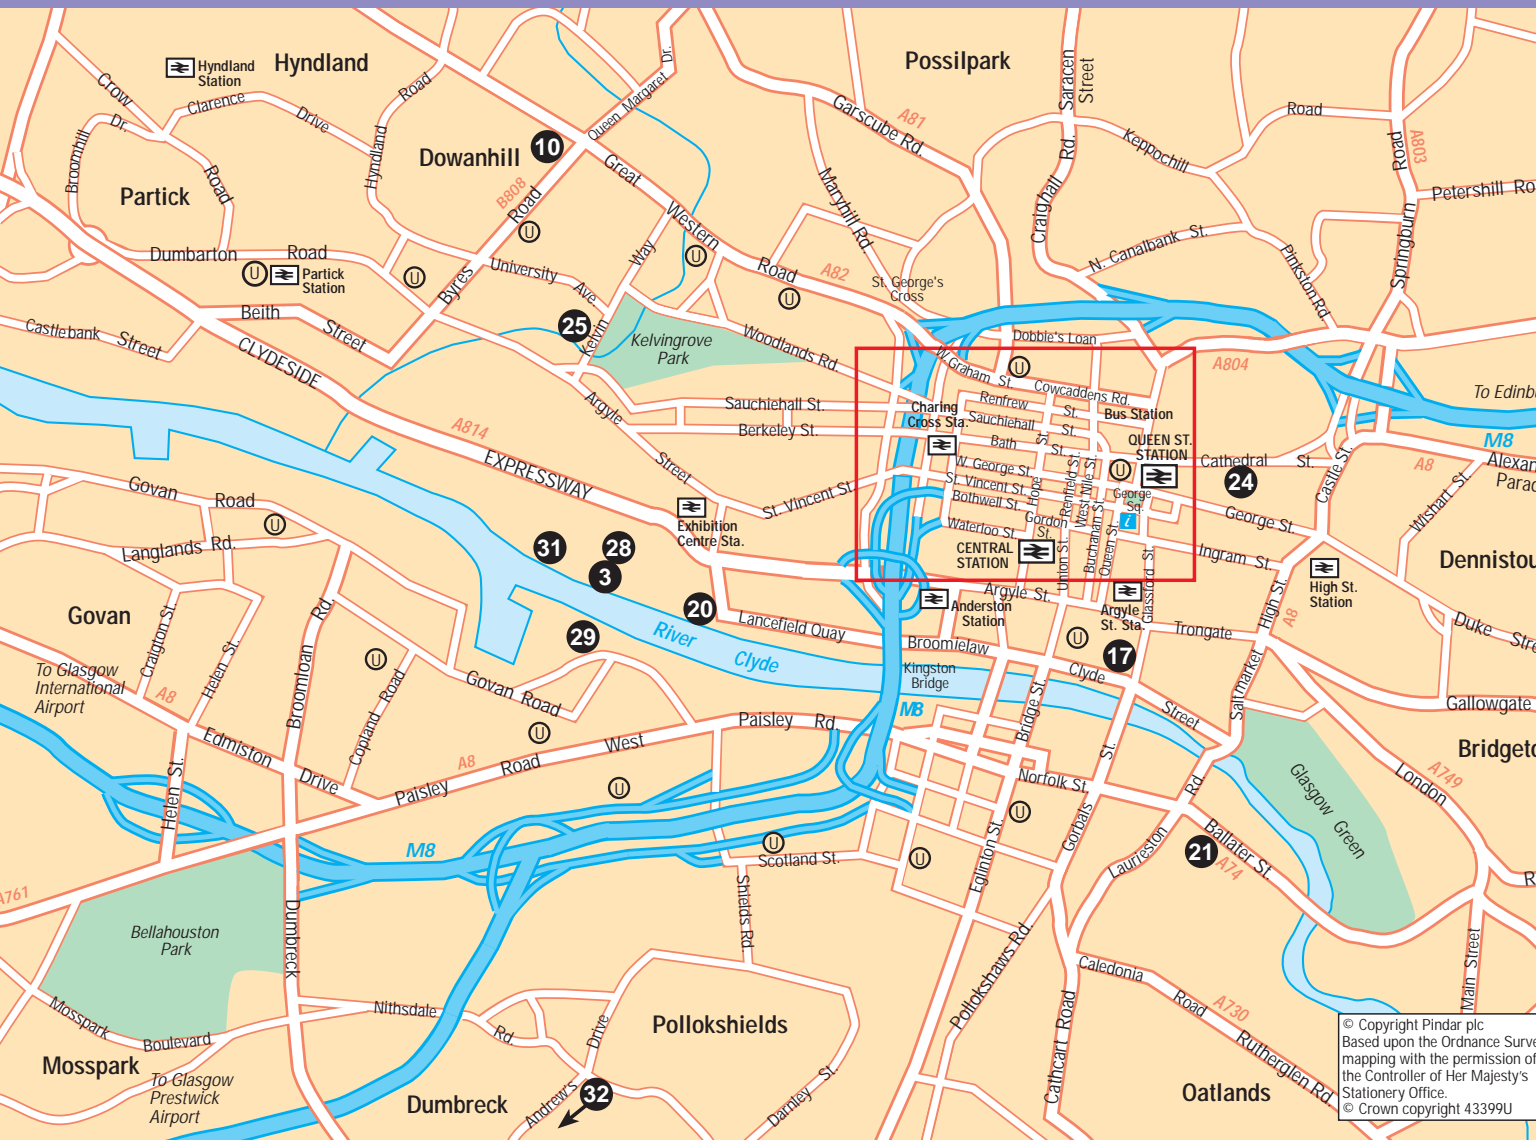 Hyndland
Station
Hyndland
Possilpark
Crow
Road
Clarence
Drive
Hyndland
Road
Dr.
Broomhill
Queen Margaret Dr.
Saracen
Street
Garscube Rd.
A81
Road
A803
Road
Springburn
Keppochill
Petershill Ro
Dowanhill
10
B808
Great
Western
Road
A82
Maryhill Rd.
Craighall Rd.
N. Canalbank St.
Pinkston Rd
Partick
Dumbarton
Road
U
Partick
Station
U
U
U
U
Byres
Road
University
Ave
Kelvin
Way
25
Kelvingrove
Park
Woodlands Rd.
St. George's
Cross
Dobbie's Loan
Beith
Street
Castlebank
Street
CLYDESIDE
EXPRESSWAY
A814
Argyle
Street
Sauchiehall St.
Berkeley St.
St. Vincent St.
W. Graham St.
U
Cowcaddens Rd.
Renfrew
St.
Sauchiehall
St.
Bath
St.
W. George St.
St. Vincent St.
Bothwell St.
Waterloo St.
Gordon
St.
Hope
St.
Renfield St.
West Nile St.
Buchanan St.
Union St.
Queen St.
Glassford St.
Charing
Cross Sta.
Bus Station
QUEEN ST.
STATION
U
George
Sq.
i
CENTRAL
STATION
A804
To Edinbu
M8
Cathedral
St.
24
Castle St.
A8
Alexan
Parad
Wishart St.
George St.
Ingram St.
Dennistou
High St.
Station
High St.
A8
Duke
Stre
Govan
Road
U
Langlands Rd.
Exhibition
Centre Sta.
31
28
3
20
29
River
Clyde
Lancefield Quay
Anderston
Station
Argyle St.
Argyle
St. Sta.
Broomielaw
U
17
Trongate
Clyde
Street
Saltmarket
Gallowgate
Kingston
Bridge
M8
Bridge St.
Govan
To Glasgow
International
Airport
A8
Craigton St.
Helen St.
Broomloan
Rd.
U
Copland
Road
Govan Road
U
Edmiston
Drive
Helen St.
Paisley
Road
West
A8
Paisley
Rd.
U
Norfolk St.
St.
Rd.
Glasgow Green
London
A749
Bridgeto
M8
U
Scotland St.
U
U
Gorbals
Eglinton St.
Laurieston
21
Ballater St.
A74
R
A761
Bellahouston
Park
Dumbreck
Shields Rd.
Pollokshaws Rd.
Caledonia
Road
A730
Rutherglen Rd.
Main Street
Mosspark
Boulevard
Nithsdale
Rd.
Drive
Pollokshields
Cathcart Road
Mosspark
To Glasgow
Prestwick
Airport
Dumbreck
Andrew's
32
Darnley
St.
Oatlands
© Copyright Pindar plc
Based upon the Ordnance Surve
mapping with the permission of
the Controller of Her Majesty's
Stationery Office.
© Crown copyright 43399U